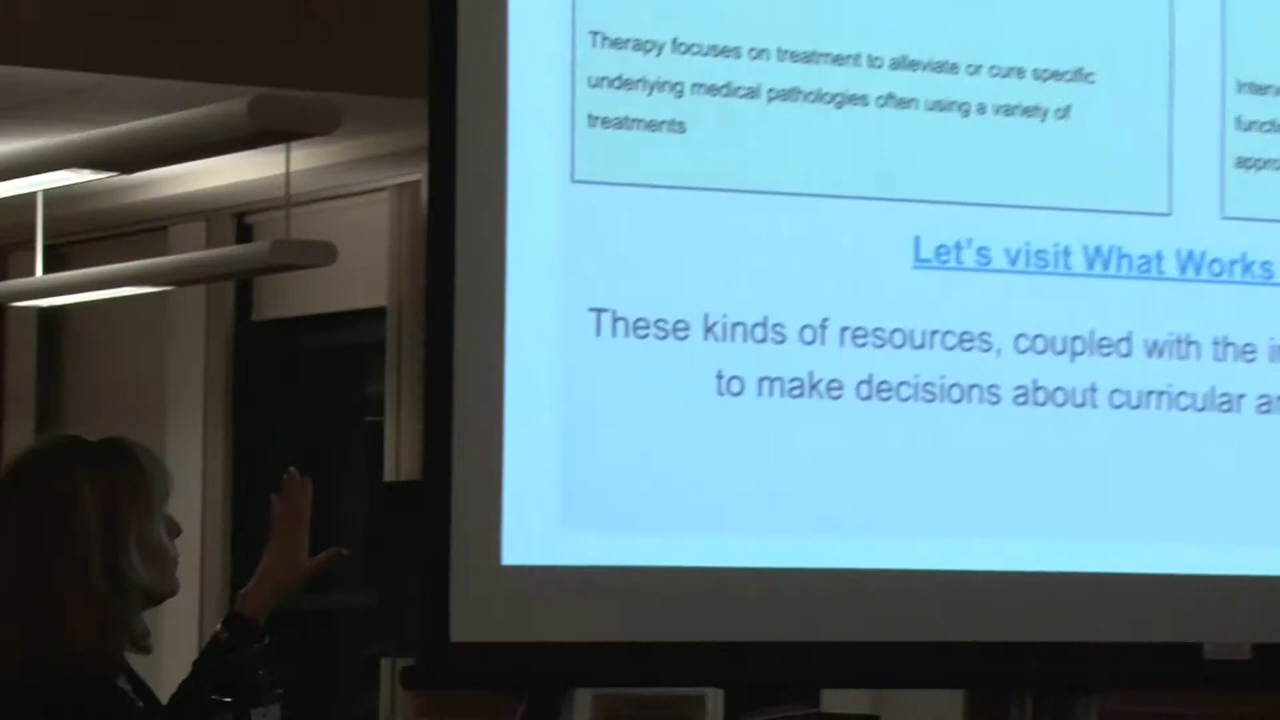 Therapy focuses on treatment to alleviate or cure specific
underlying medical pathologies often using a variety of
treatments
Let's visit What Works
These kinds of resources, coupled with the
to make decisions about curricular